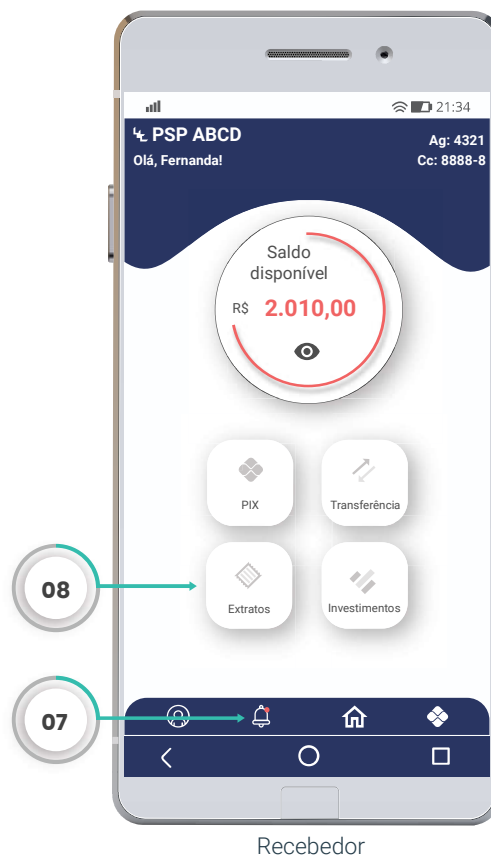 21:34
PSP ABCD
Ag: 4321
Olá, Fernanda!
Cc: 8888-8
Saldo
disponível
R$ 2.010,00
PIX
Transferência
08
Extratos
Investimentos
07
Recebedor